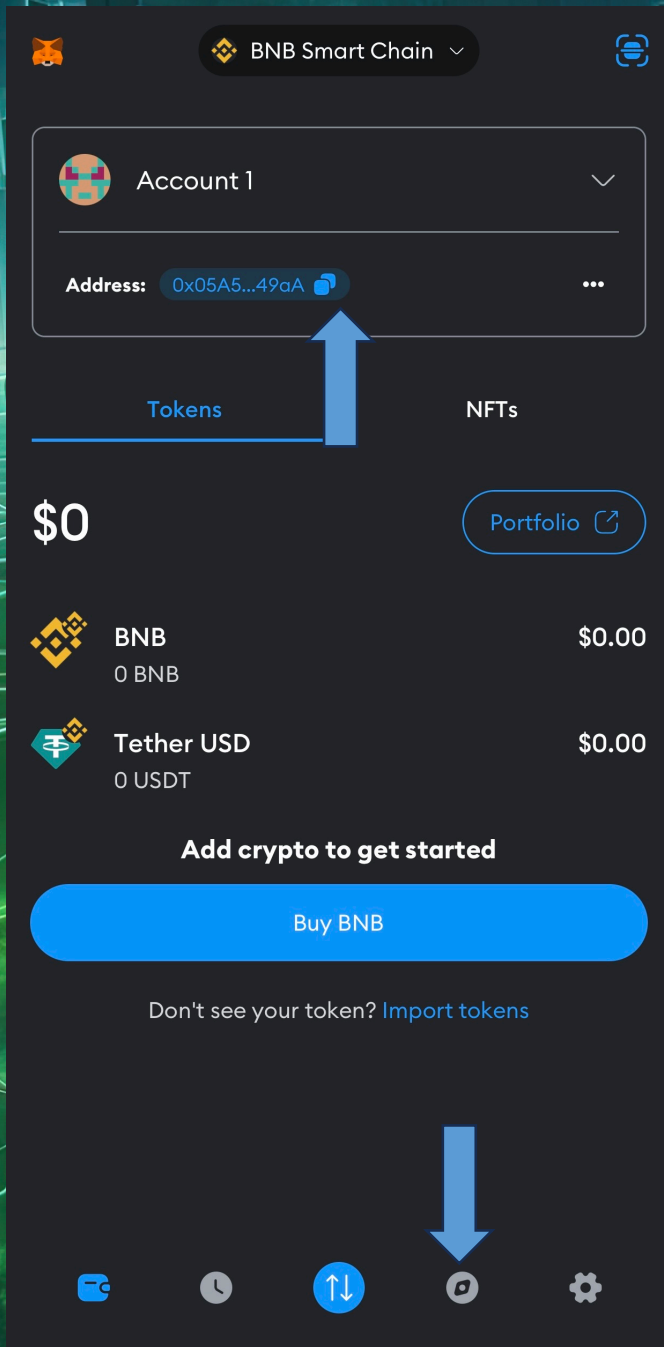 BNB Smart Chain
Account 1
Address: 0x05A5...49aA
Tokens NFTs
$0 Portfolio
BNB $0.00
0 BNB
Tether USD $0.00
0 USDT
Add crypto to get started
Buy BNB
Don't see your token? Import tokens